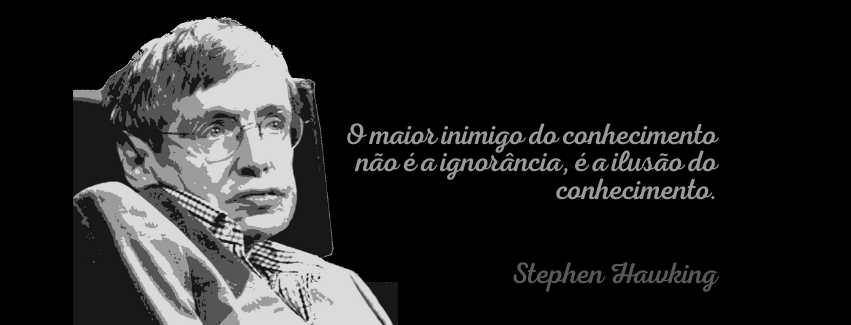 O maior inimigo do conhecimento
não é a ignorância, é a ilusão do
conhecimento.
Stephen Hawking